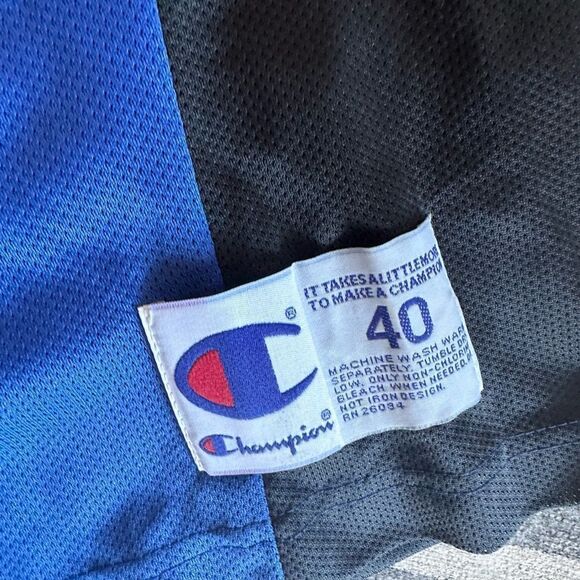 ®
Champion®
IT TAKES A LITTLE MORE
TO MAKE A CHAMPION
40
MACHINE WASH WARM
SEPARATELY. TUMBLE DRY
LOW. ONLY NON-CHLORINE
BLEACH WHEN NEEDED. DO
NOT IRON DESIGN.
RN 26094